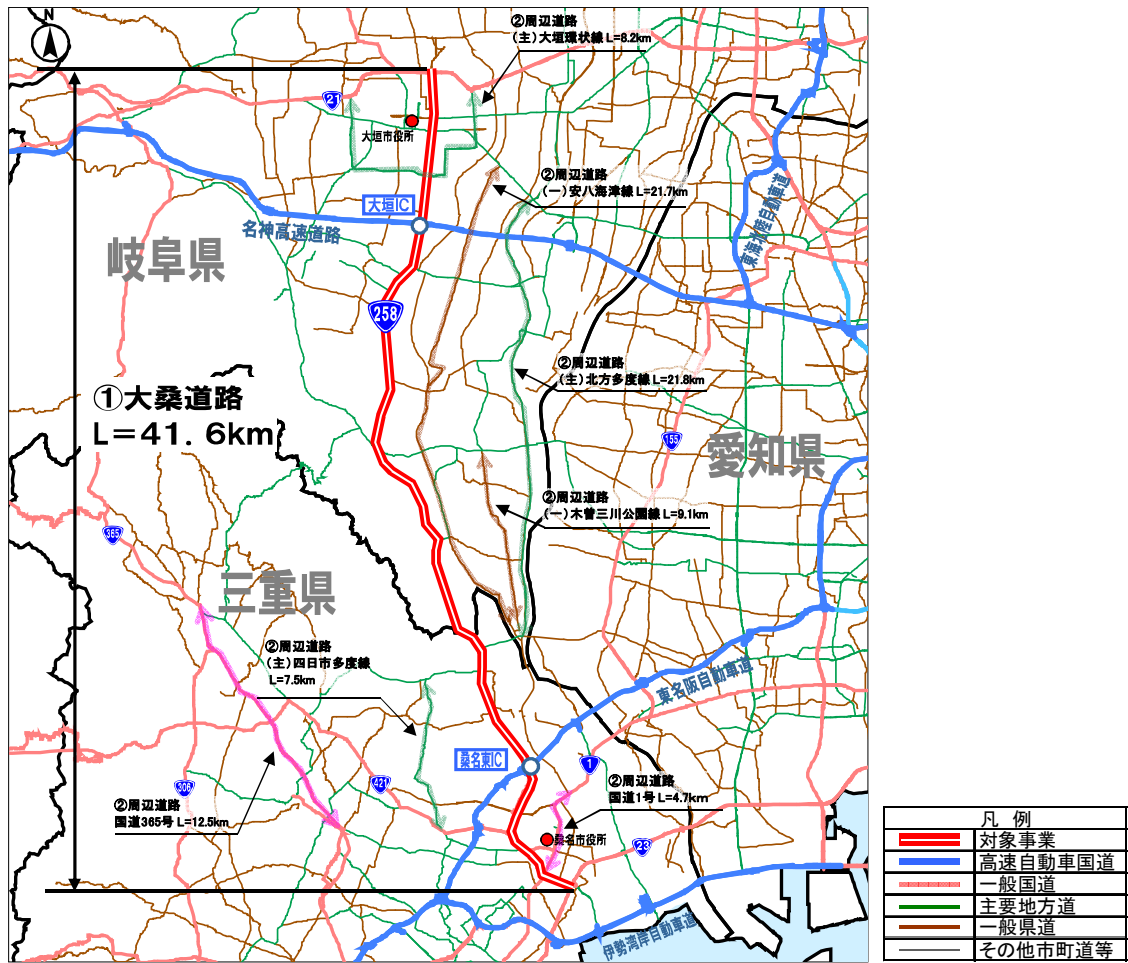 N
②周辺道路
(主)大垣環状線 L=8.2km
21
大垣市役所
②周辺道路
(一)安八海津線 L=21.7km
大垣IC
名神高速道路
東海北陸自動車道
岐阜県
258
②周辺道路
(主)北方多度線 L=21.8km
①大桑道路
L=41.6km
155
愛知県
②周辺道路
(一)木曽三川公園線 L=9.1km
365
三重県
②周辺道路
(主)四日市多度線
L=7.5km
東名阪自動車道
桑名東IC
1
306
421
②周辺道路
国道1号 L=4.7km
②周辺道路
国道365号 L=12.5km
桑名市役所
23
伊勢湾岸自動車道
凡 例
対象事業
高速自動車国道
一般国道
主要地方道
一般県道
その他市町道等